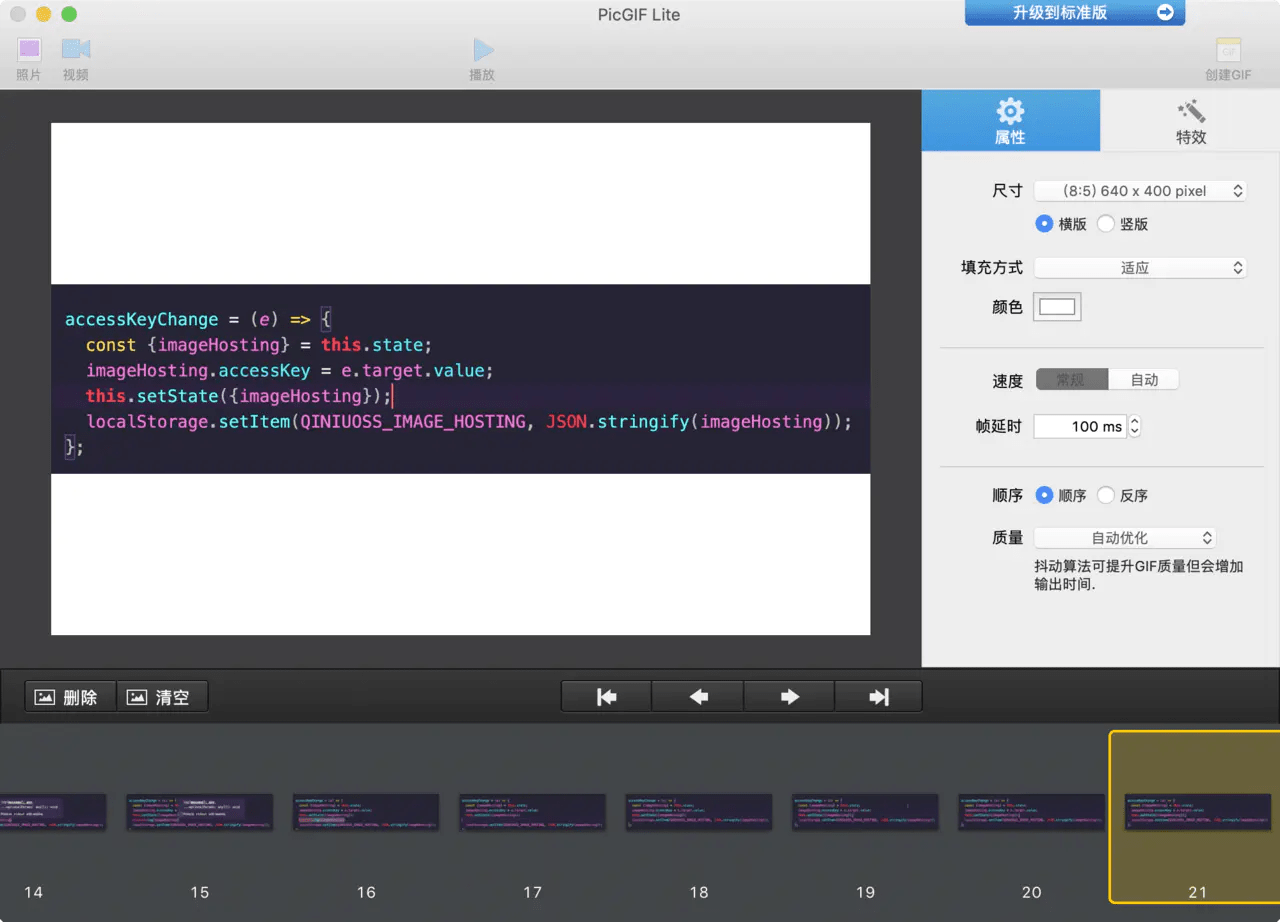 PicGIF Lite
升级到标准版
照片
视频
播放
GIF
创建GIF
accessKeyChange = (e) => {
const {imageHosting} = this.state;
imageHosting.accessKey = e.target.value;
this.setState({imageHosting});
localStorage.setItem(QINIUOSS_IMAGE_HOSTING, JSON.stringify(imageHosting));
};
属性
特效
尺寸
(8:5) 640 x 400 pixel
横版
竖版
填充方式
适应
颜色
速度
常规
自动
帧延时
100 ms
顺序
顺序
反序
质量
自动优化
抖动算法可提升GIF质量但会增加
输出时间.
删除
清空
14
15
16
17
18
19
20
21